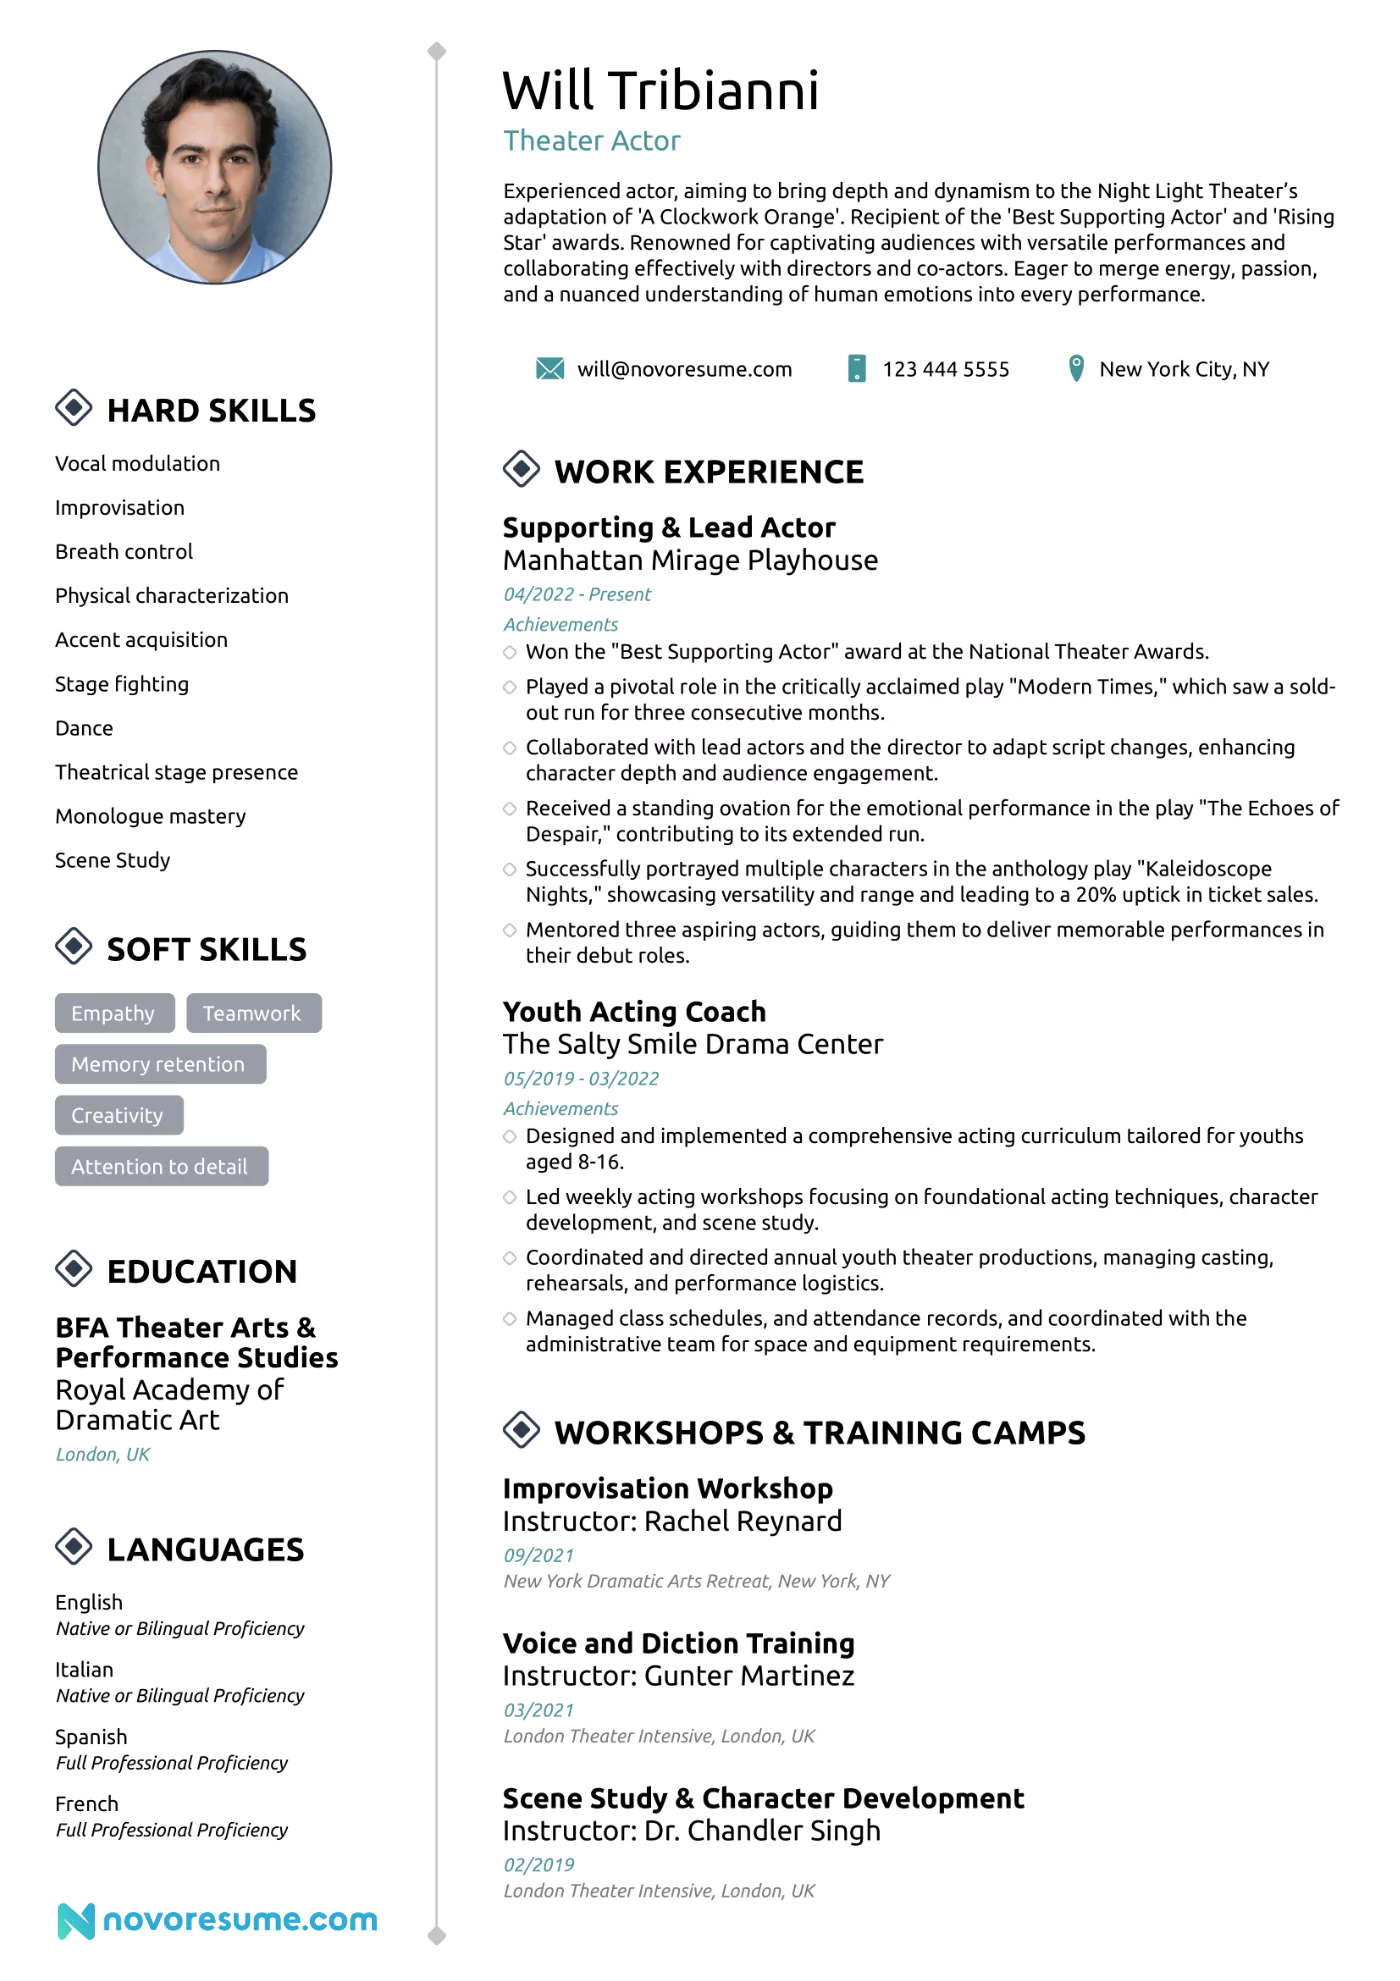 Will Tribianni
Theater Actor
Experienced actor, aiming to bring depth and dynamism to the Night Light Theater’s
adaptation of 'A Clockwork Orange'. Recipient of the 'Best Supporting Actor' and 'Rising
Star' awards. Renowned for captivating audiences with versatile performances and
collaborating effectively with directors and co-actors. Eager to merge energy, passion,
and a nuanced understanding of human emotions into every performance.
will@novoresume.com
123 444 5555
New York City, NY
HARD SKILLS
Vocal modulation
Improvisation
Breath control
Physical characterization
Accent acquisition
Stage fighting
Dance
Theatrical stage presence
Monologue mastery
Scene Study
SOFT SKILLS
Empathy
Teamwork
Memory retention
Creativity
Attention to detail
EDUCATION
BFA Theater Arts &
Performance Studies
Royal Academy of
Dramatic Art
London, UK
LANGUAGES
English
Native or Bilingual Proficiency
Italian
Native or Bilingual Proficiency
Spanish
Full Professional Proficiency
French
Full Professional Proficiency
novoresume.com
WORK EXPERIENCE
Supporting & Lead Actor
Manhattan Mirage Playhouse
04/2022 - Present
Achievements
Won the "Best Supporting Actor" award at the National Theater Awards.
Played a pivotal role in the critically acclaimed play "Modern Times," which saw a sold-
out run for three consecutive months.
Collaborated with lead actors and the director to adapt script changes, enhancing
character depth and audience engagement.
Received a standing ovation for the emotional performance in the play "The Echoes of
Despair," contributing to its extended run.
Successfully portrayed multiple characters in the anthology play "Kaleidoscope
Nights," showcasing versatility and range and leading to a 20% uptick in ticket sales.
Mentored three aspiring actors, guiding them to deliver memorable performances in
their debut roles.
Youth Acting Coach
The Salty Smile Drama Center
05/2019 - 03/2022
Achievements
Designed and implemented a comprehensive acting curriculum tailored for youths
aged 8-16.
Led weekly acting workshops focusing on foundational acting techniques, character
development, and scene study.
Coordinated and directed annual youth theater productions, managing casting,
rehearsals, and performance logistics.
Managed class schedules, and attendance records, and coordinated with the
administrative team for space and equipment requirements.
WORKSHOPS & TRAINING CAMPS
Improvisation Workshop
Instructor: Rachel Reynard
09/2021
New York Dramatic Arts Retreat, New York, NY
Voice and Diction Training
Instructor: Gunter Martinez
03/2021
London Theater Intensive, London, UK
Scene Study & Character Development
Instructor: Dr. Chandler Singh
02/2019
London Theater Intensive, London, UK